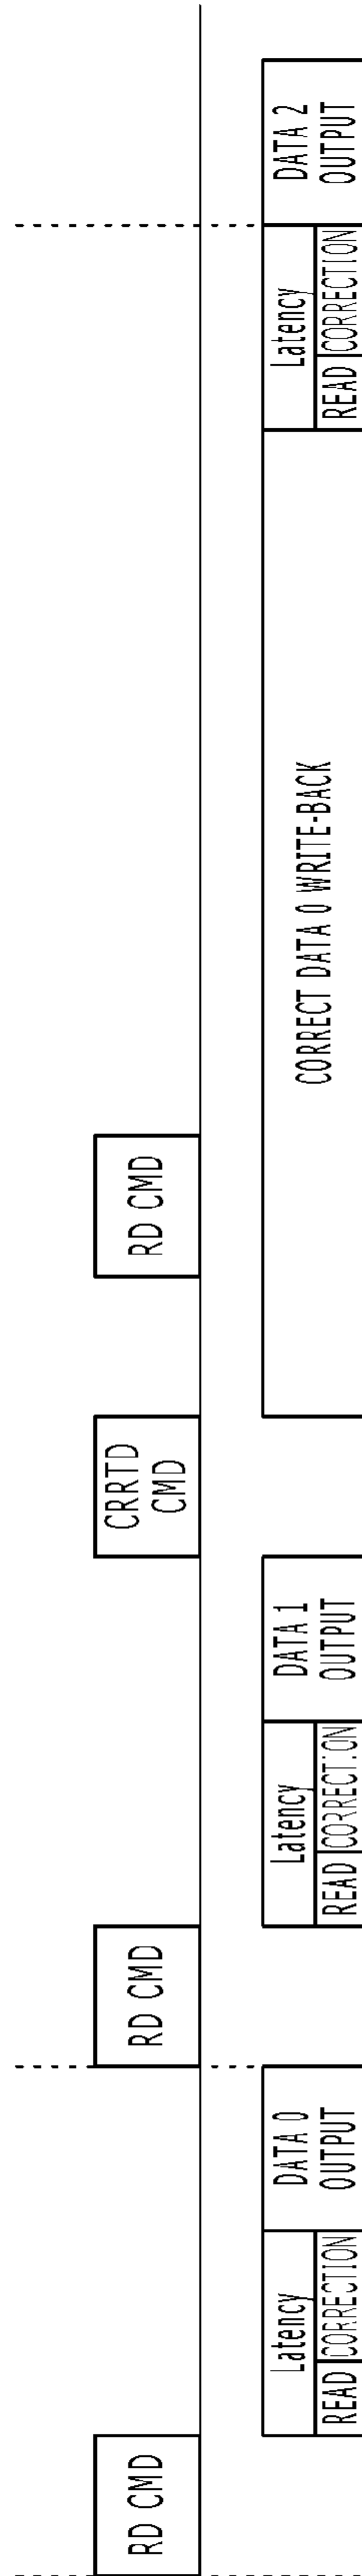 RD CMD
RD CMD
CRRTD
CMD
RD CMD
Latency
READ
CORRECTION
DATA 0
OUTPUT
Latency
READ
CORRECTION
DATA 1
OUTPUT
CORRECT DATA 0 WRITE-BACK
Latency
READ
CORRECTION
DATA 2
OUTPUT